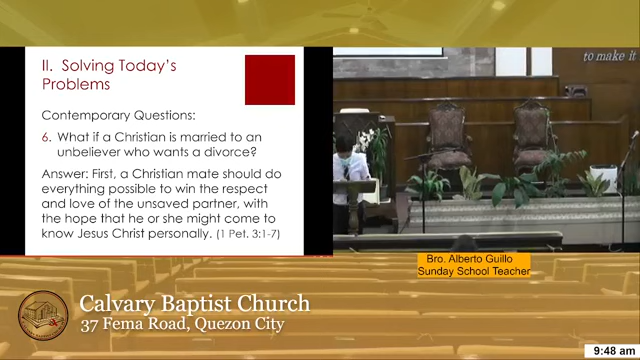 II. Solving Today's
Problems
Contemporary Questions:
6. What if a Christian is married to an
unbeliever who wants a divorce?
Answer: First, a Christian mate should do
everything possible to win the respect
and love of the unsaved partner, with
the hope that he or she might come to
know Jesus Christ personally. (1 Pet. 3:1-7)
to make it
Bro. Alberto Guillo
Sunday School Teacher
Calvary Baptist Church
37 Fema Road, Quezon City
9:48 am